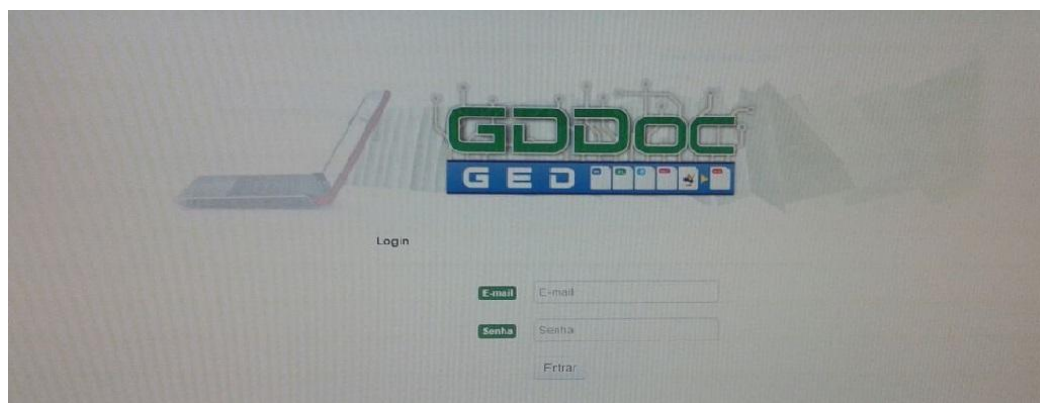 GDDoc
GED
Login
E-mail E-mail
Senha Senha
Entrar